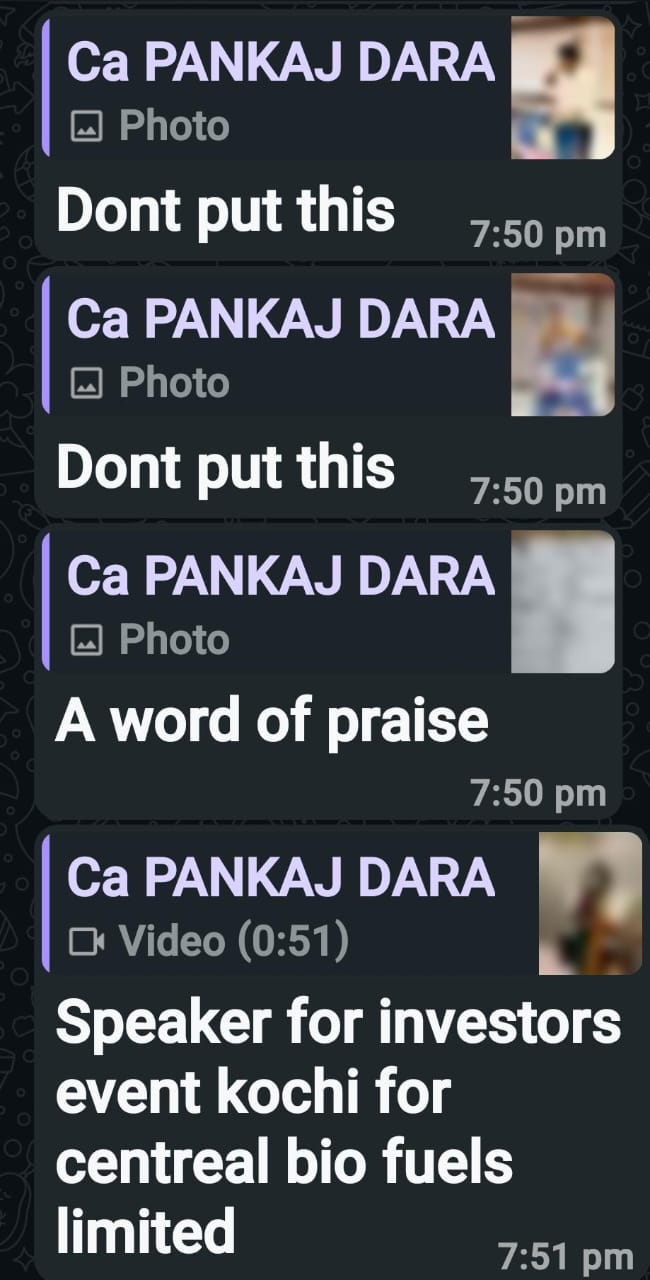 Ca PANKAJ DARA
Photo
Dont put this
7:50 pm
Ca PANKAJ DARA
Photo
Dont put this
7:50 pm
Ca PANKAJ DARA
Photo
A word of praise
7:50 pm
Ca PANKAJ DARA
Video (0:51)
Speaker for investors
event kochi for
centreal bio fuels
limited
7:51 pm